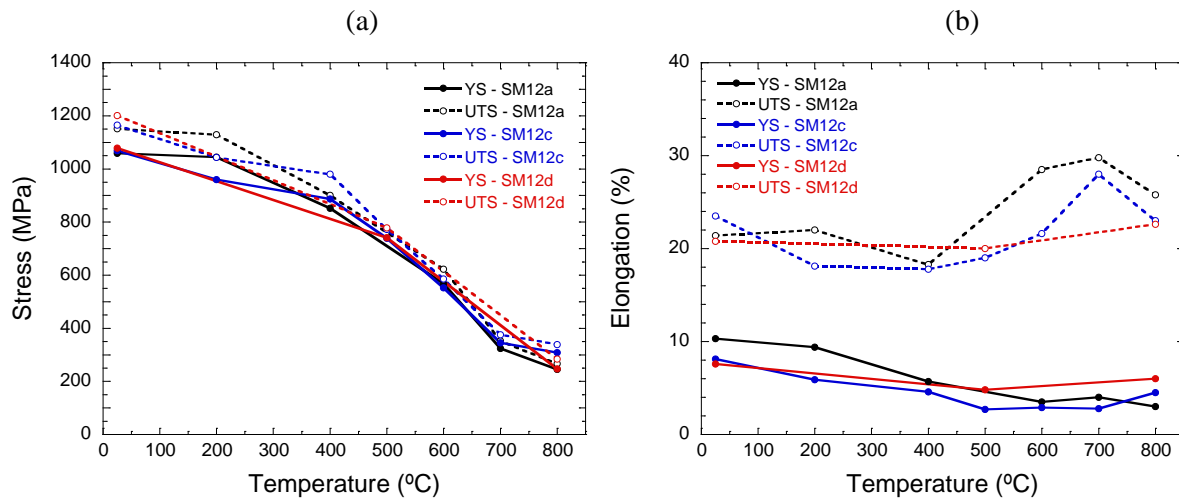 (a)
1400
1200
1000
800
600
400
200
0
Stress (MPa)
YS - SM12a
UTS - SM12a
YS - SM12c
UTS - SM12c
YS - SM12d
UTS - SM12d
0 100 200 300 400 500 600 700 800
Temperature (ºC)
(b)
40
30
20
10
0
Elongation (%)
YS - SM12a
UTS - SM12a
YS - SM12c
UTS - SM12c
YS - SM12d
UTS - SM12d
0 100 200 300 400 500 600 700 800
Temperature (ºC)